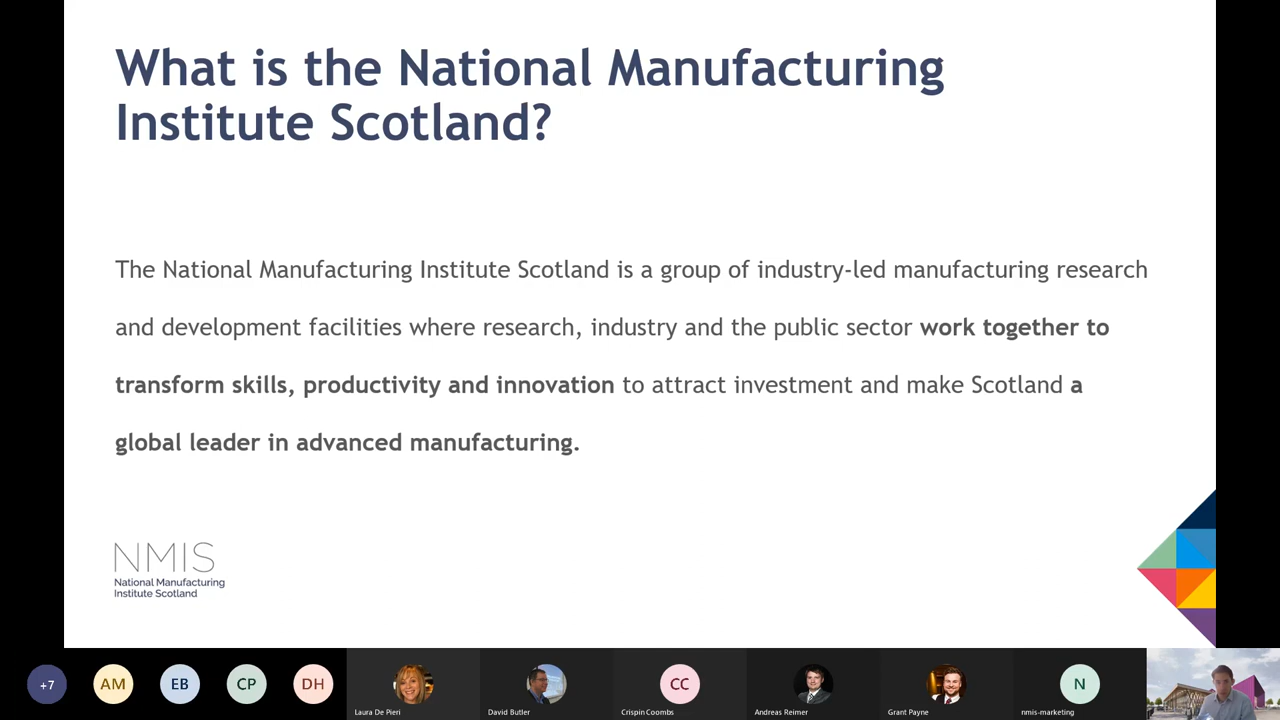 What is the National Manufacturing
Institute Scotland?
The National Manufacturing Institute Scotland is a group of industry-led manufacturing research
and development facilities where research, industry and the public sector work together to
transform skills, productivity and innovation to attract investment and make Scotland a
global leader in advanced manufacturing.
NMIS
National Manufacturing
Institute Scotland
+7
AM
EB
CP
DH
CC
N
Laura De Pieri
David Butler
Crispin Coombs
Andreas Reimer
Grant Payne
nmis-marketing